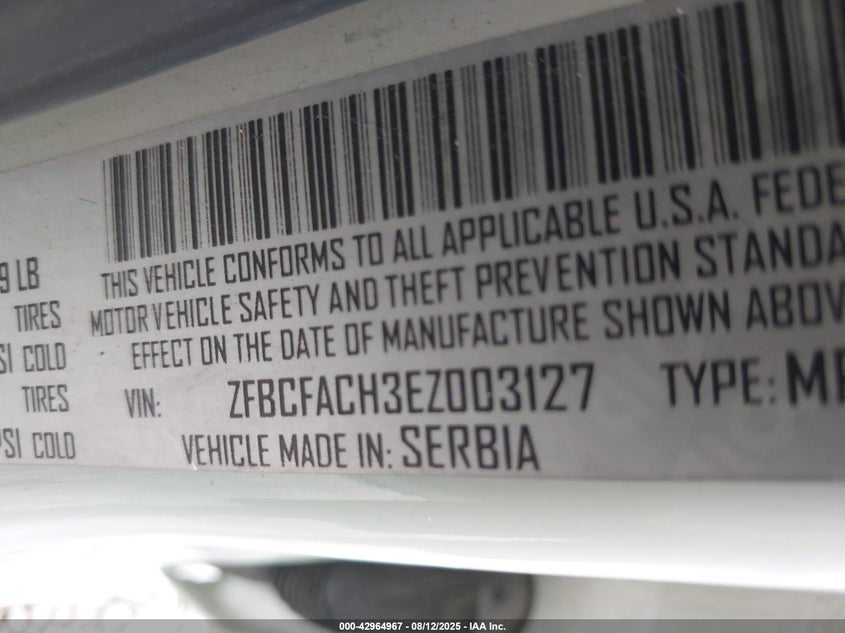 9 LB
TIRES
SI COLD
TIRES
PSI COLD
THIS VEHICLE CONFORMS TO ALL APPLICABLE U.S.A. FEDE
MOTOR VEHICLE SAFETY AND THEFT PREVENTION STANDA
EFFECT ON THE DATE OF MANUFACTURE SHOWN ABOV
VIN: ZFBCFACH3EZ003127 TYPE: MP
VEHICLE MADE IN: SERBIA
000-42964967 - 08/12/2025 - IAA Inc.